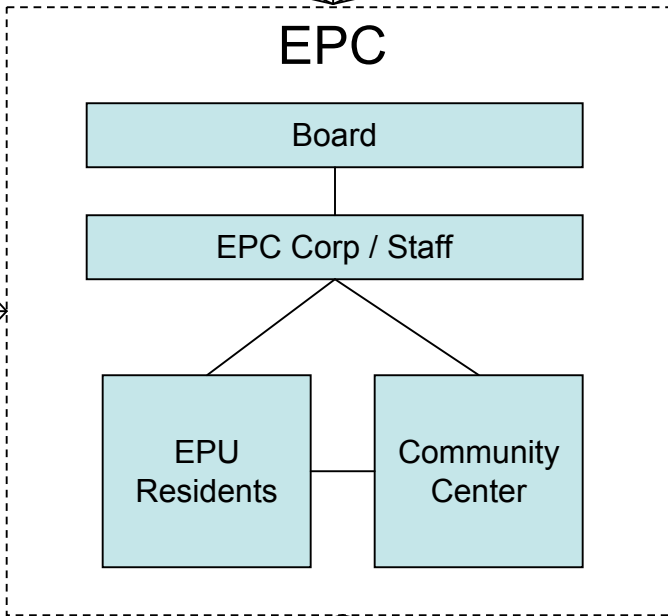 EPC
Board
EPC Corp / Staff
EPU
Residents
Community
Center